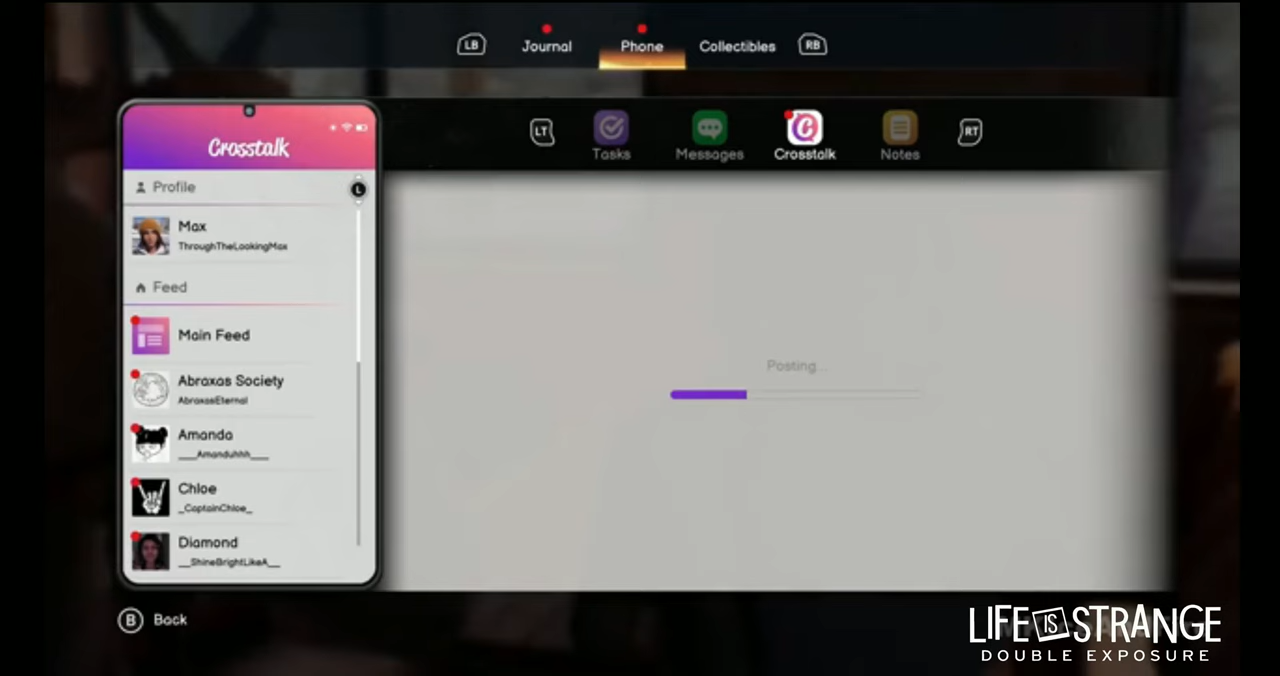 LB Journal Phone Collectibles RB
LT Tasks Messages Crosstalk Notes RT
Crosstalk
Profile
L
Max
ThroughTheLookingMax
Feed
Main Feed
Abraxas Society
AbraxasEternal
Amanda
___Amanduhhh___
Chloe
_CaptainChloe_
Diamond
__ShineBrightLikeA__
Posting...
B Back
LIFE IS STRANGE
DOUBLE EXPOSURE